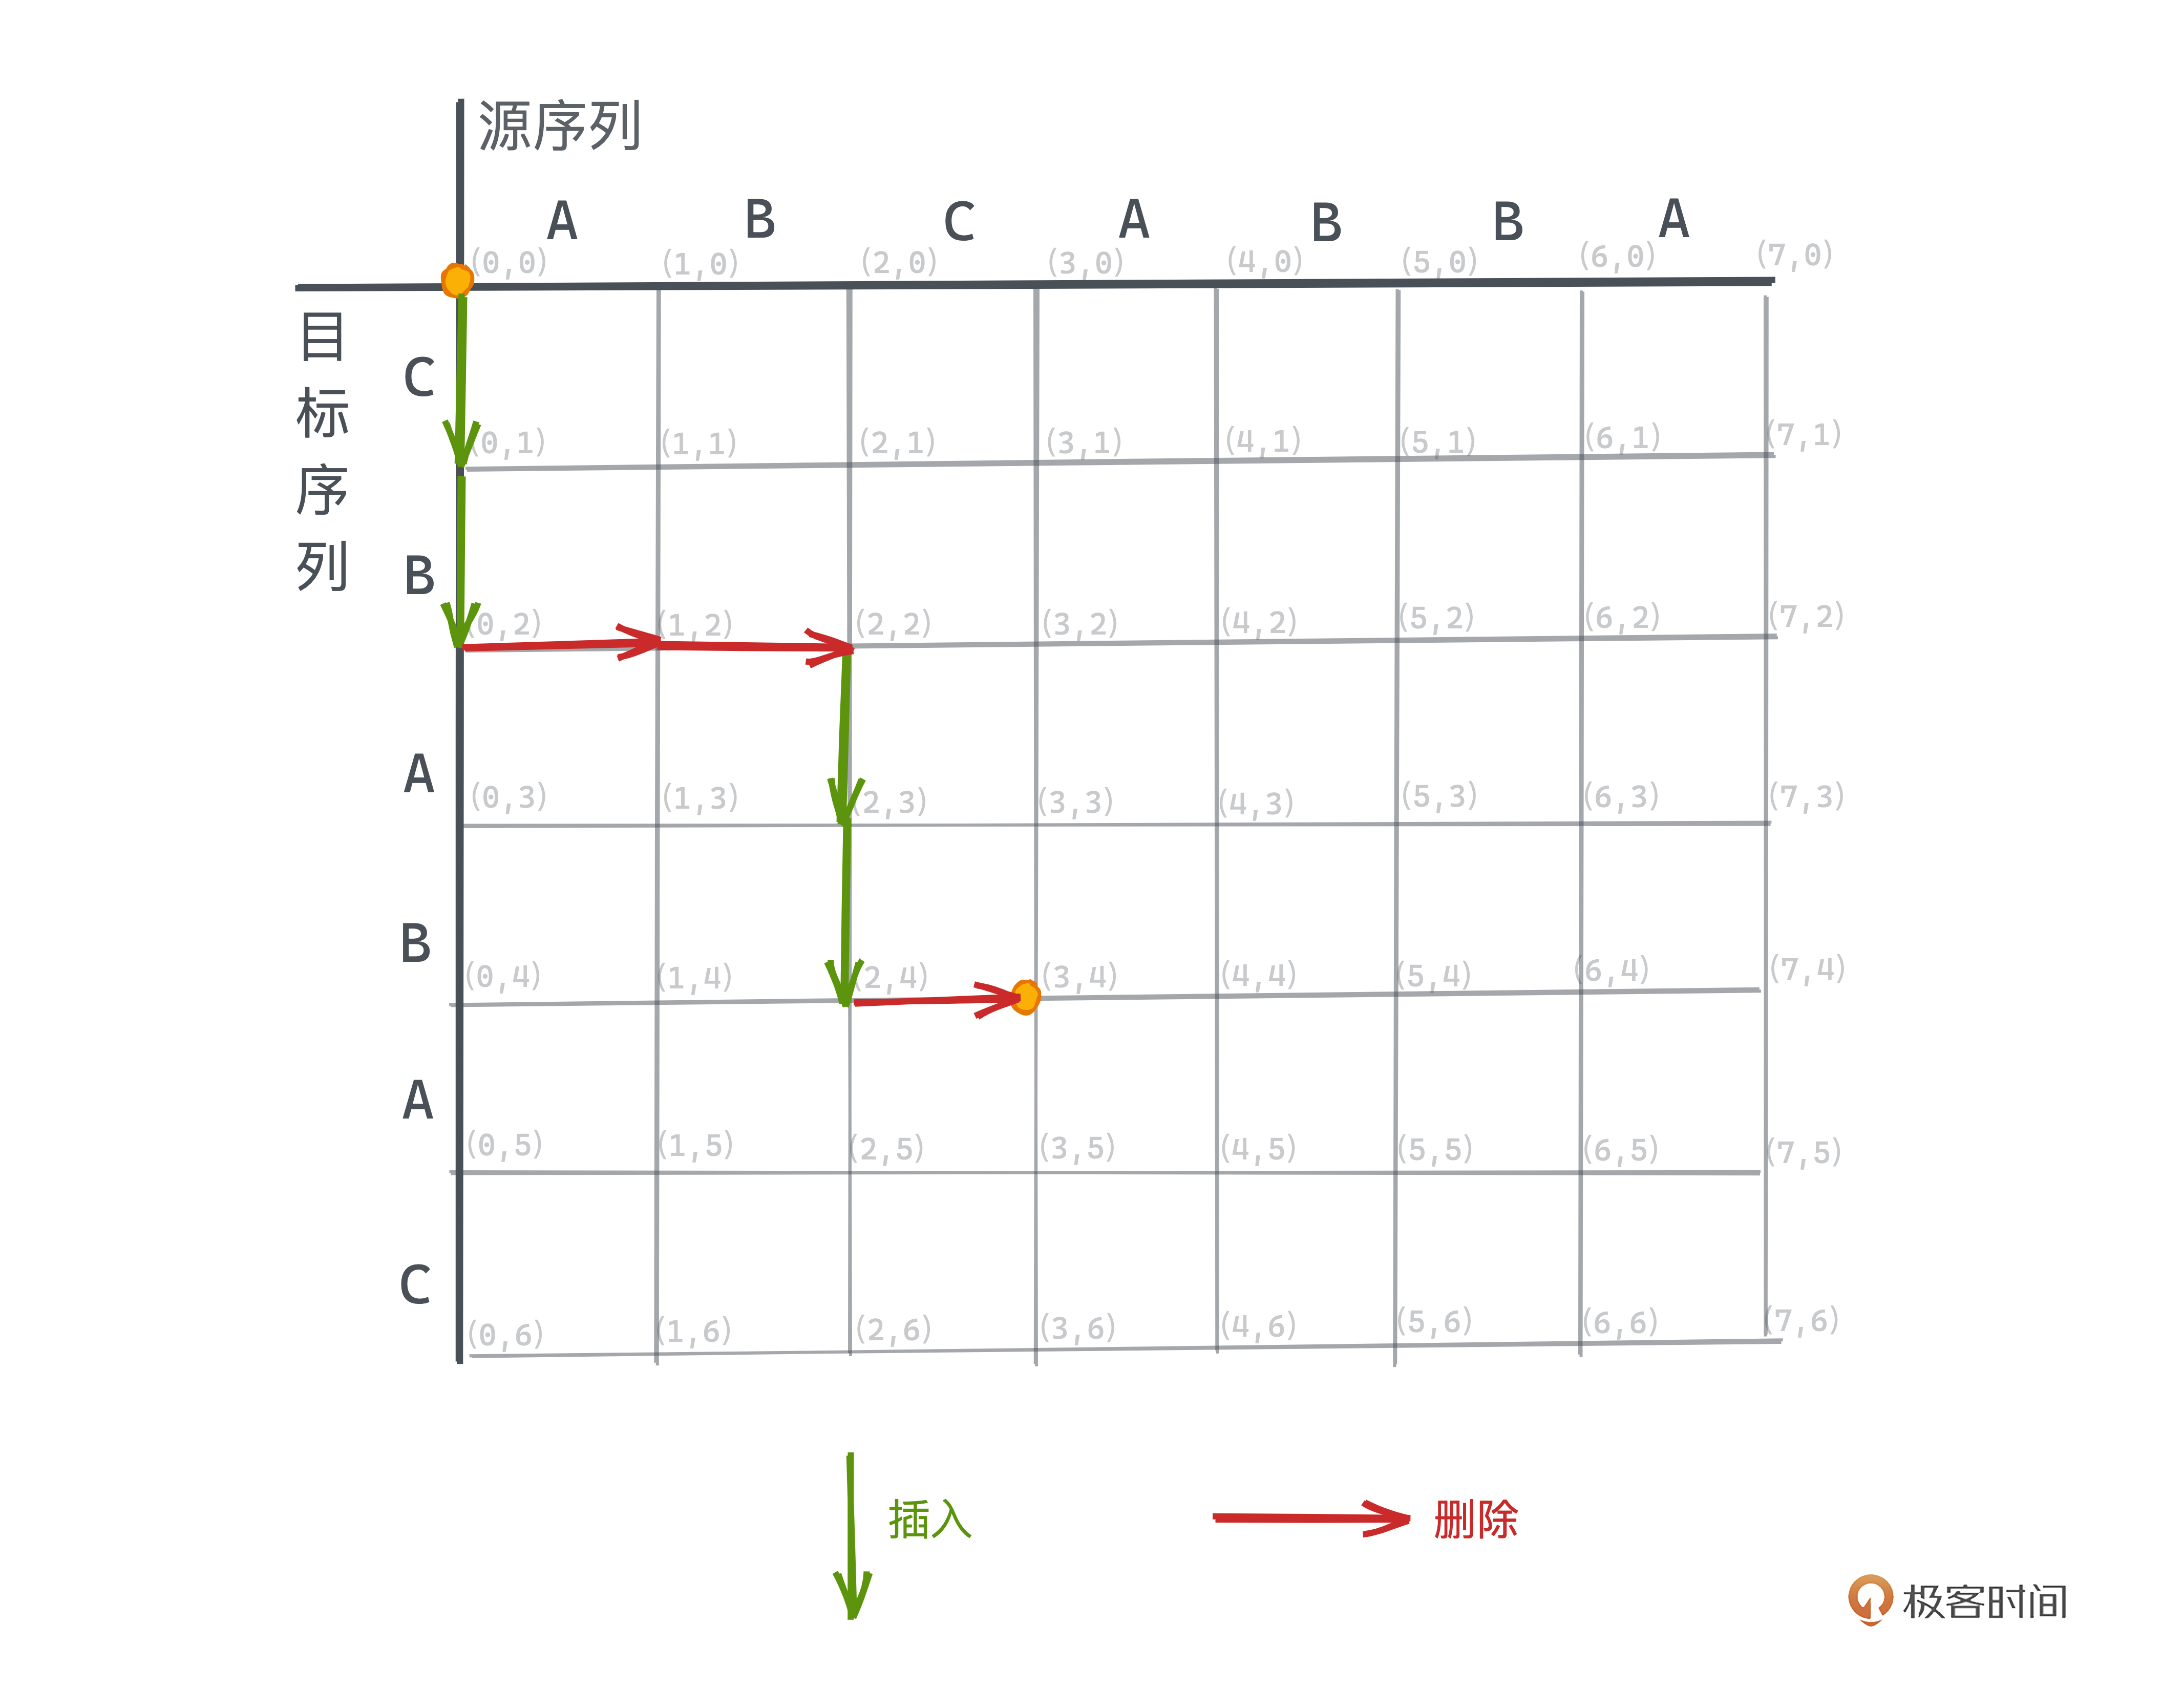 源序列
A B C A B B A
(0,0) (1,0) (2,0) (3,0) (4,0) (5,0) (6,0) (7,0)
目标序列
C
(0,1) (1,1) (2,1) (3,1) (4,1) (5,1) (6,1) (7,1)
B
(0,2) (1,2) (2,2) (3,2) (4,2) (5,2) (6,2) (7,2)
A
(0,3) (1,3) (2,3) (3,3) (4,3) (5,3) (6,3) (7,3)
B
(0,4) (1,4) (2,4) (3,4) (4,4) (5,4) (6,4) (7,4)
A
(0,5) (1,5) (2,5) (3,5) (4,5) (5,5) (6,5) (7,5)
C
(0,6) (1,6) (2,6) (3,6) (4,6) (5,6) (6,6) (7,6)
插入 删除
极客时间